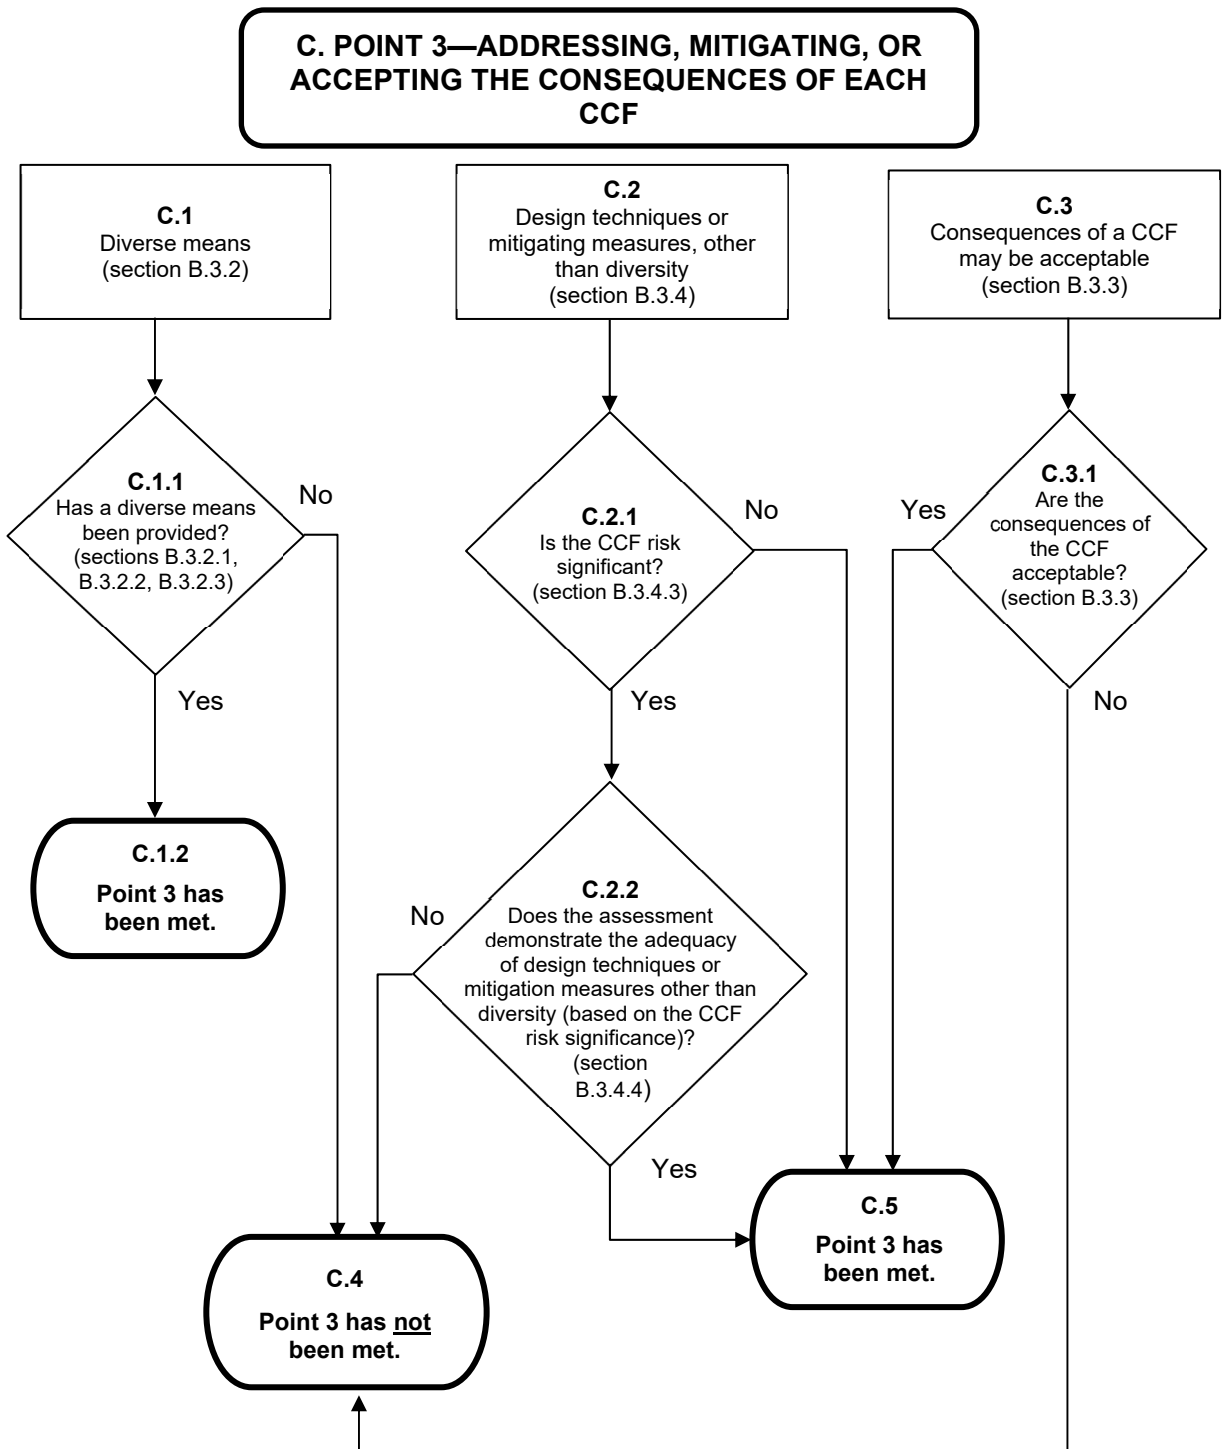 C. POINT 3—ADDRESSING, MITIGATING, OR
ACCEPTING THE CONSEQUENCES OF EACH
CCF
C.1
Diverse means
(section B.3.2)
C.2
Design techniques or
mitigating measures, other
than diversity
(section B.3.4)
C.3
Consequences of a CCF
may be acceptable
(section B.3.3)
C.1.1
Has a diverse means
been provided?
(sections B.3.2.1,
B.3.2.2, B.3.2.3)
No
Yes
C.2.1
Is the CCF risk
significant?
(section B.3.4.3)
No
Yes
C.3.1
Are the
consequences of
the CCF
acceptable?
(section B.3.3)
Yes
No
C.1.2
Point 3 has
been met.
C.2.2
Does the assessment
demonstrate the adequacy
of design techniques or
mitigation measures other than
diversity (based on the CCF
risk significance)?
(section
B.3.4.4)
No
Yes
C.4
Point 3 has not
been met.
C.5
Point 3 has
been met.